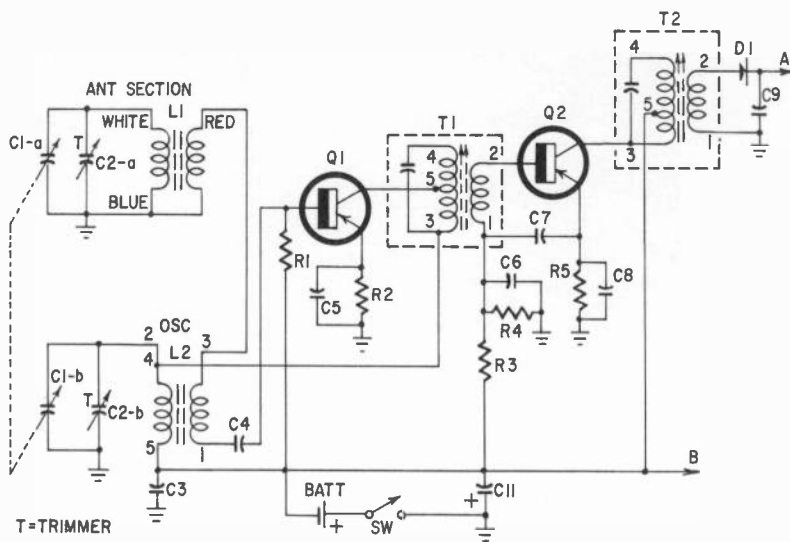 T2
4
2
D1
A
5
C9
3
1
ANT SECTION
L1
WHITE
RED
C1-a
T
C2-a
BLUE
T1
Q1
4
2
5
3
1
Q2
C7
R1
C5
R2
C6
R4
R5
C8
R3
OSC
2
3
4
L2
C1-b
T
C2-b
C4
5
1
C3
BATT
+
SW
+
C11
B
T=TRIMMER